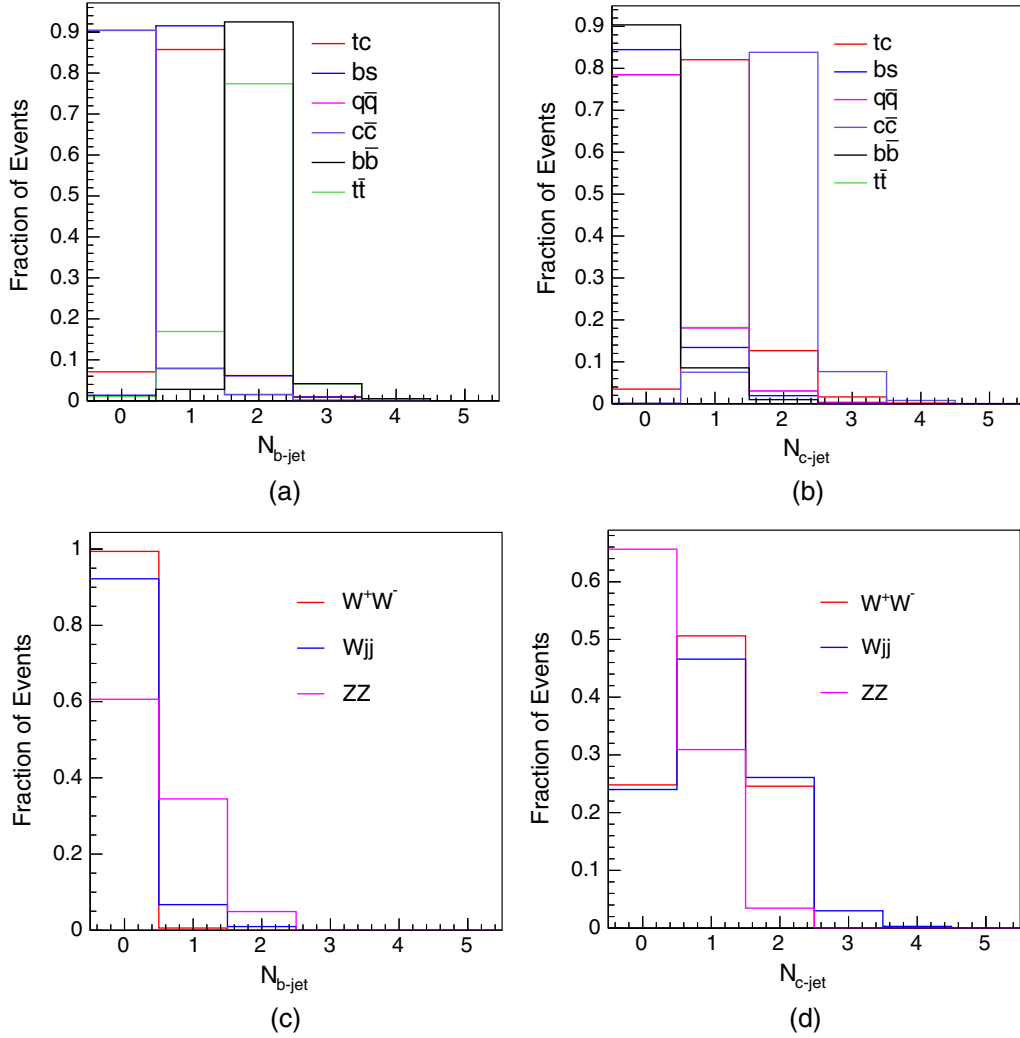 0.9
0.8
0.7
0.6
0.5
0.4
0.3
0.2
0.1
0
Fraction of Events
tc
bs
qq̄
cc̄
bb̄
tt̄
0 1 2 3 4 5
N_b-jet
(a)
0.9
0.8
0.7
0.6
0.5
0.4
0.3
0.2
0.1
0
Fraction of Events
tc
bs
qq̄
cc̄
bb̄
tt̄
0 1 2 3 4 5
N_c-jet
(b)
1
0.8
0.6
0.4
0.2
0
Fraction of Events
W⁺W⁻
Wjj
ZZ
0 1 2 3 4 5
N_b-jet
(c)
0.6
0.5
0.4
0.3
0.2
0.1
0
Fraction of Events
W⁺W⁻
Wjj
ZZ
0 1 2 3 4 5
N_c-jet
(d)